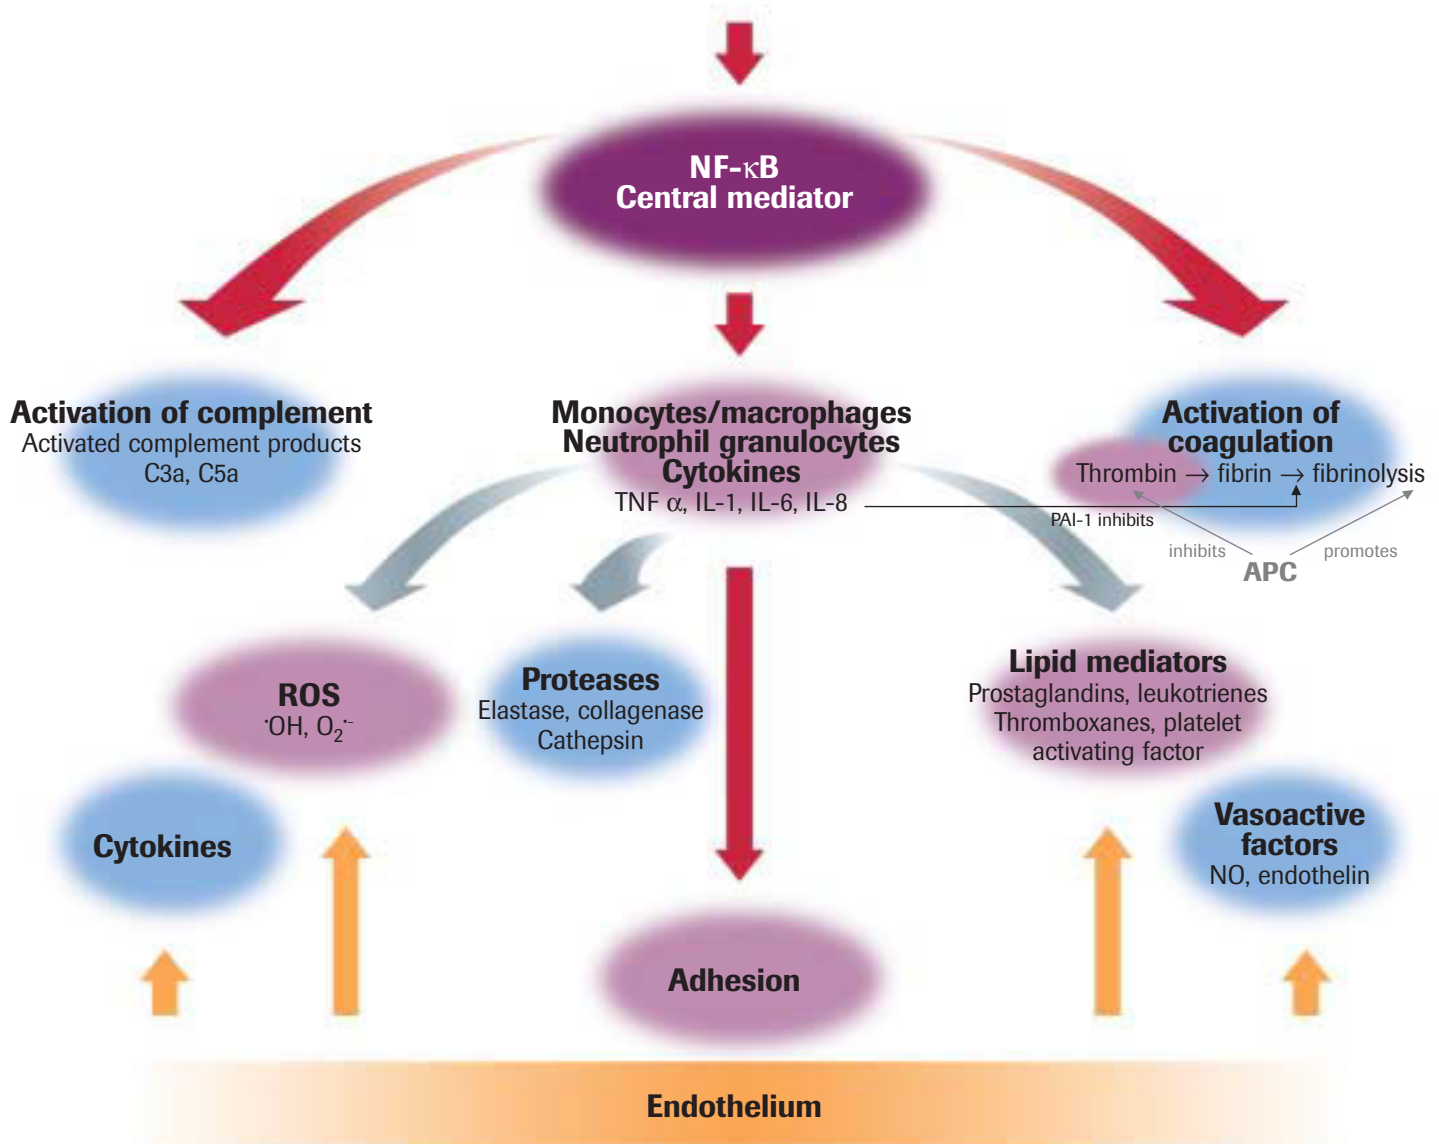 NF-κB
Central mediator
Activation of complement
Activated complement products
C3a, C5a
Monocytes/macrophages
Neutrophil granulocytes
Cytokines
TNF α, IL-1, IL-6, IL-8
Activation of
coagulation
Thrombin → fibrin → fibrinolysis
PAI-1 inhibits
inhibits
promotes
APC
ROS
·OH, O₂·-
Proteases
Elastase, collagenase
Cathepsin
Lipid mediators
Prostaglandins, leukotrienes
Thromboxanes, platelet
activating factor
Cytokines
Vasoactive
factors
NO, endothelin
Adhesion
Endothelium